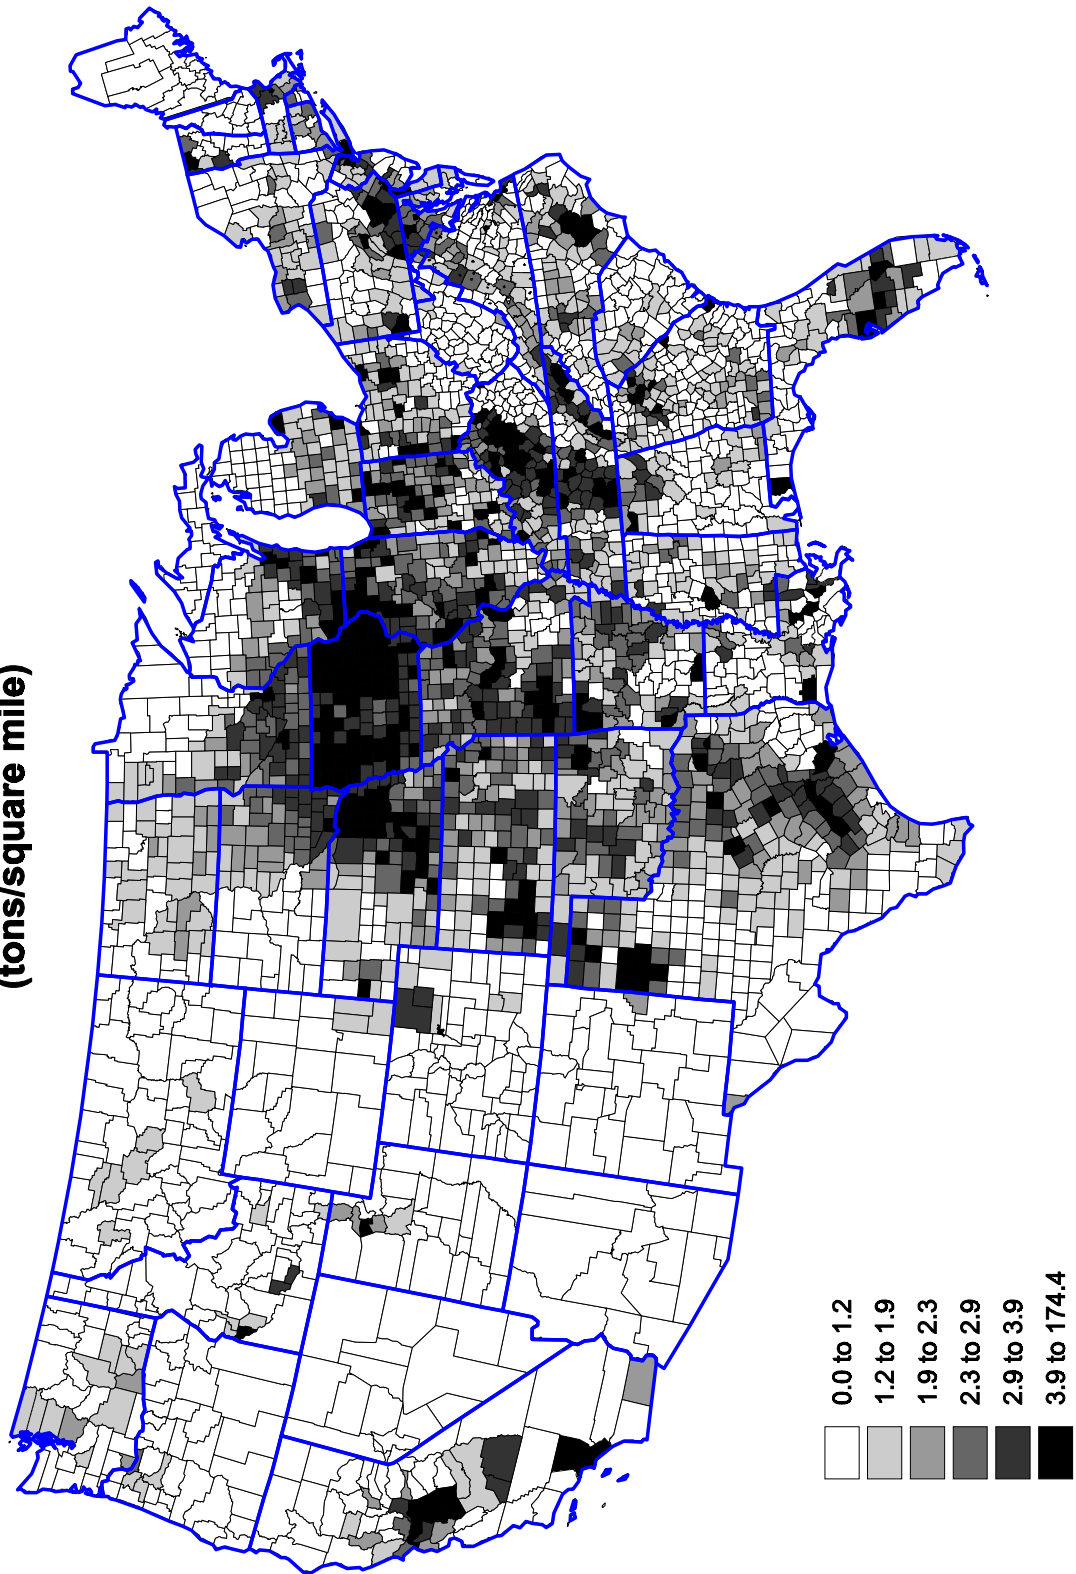 (tons/square mile)
0.0 to 1.2
1.2 to 1.9
1.9 to 2.3
2.3 to 2.9
2.9 to 3.9
3.9 to 174.4